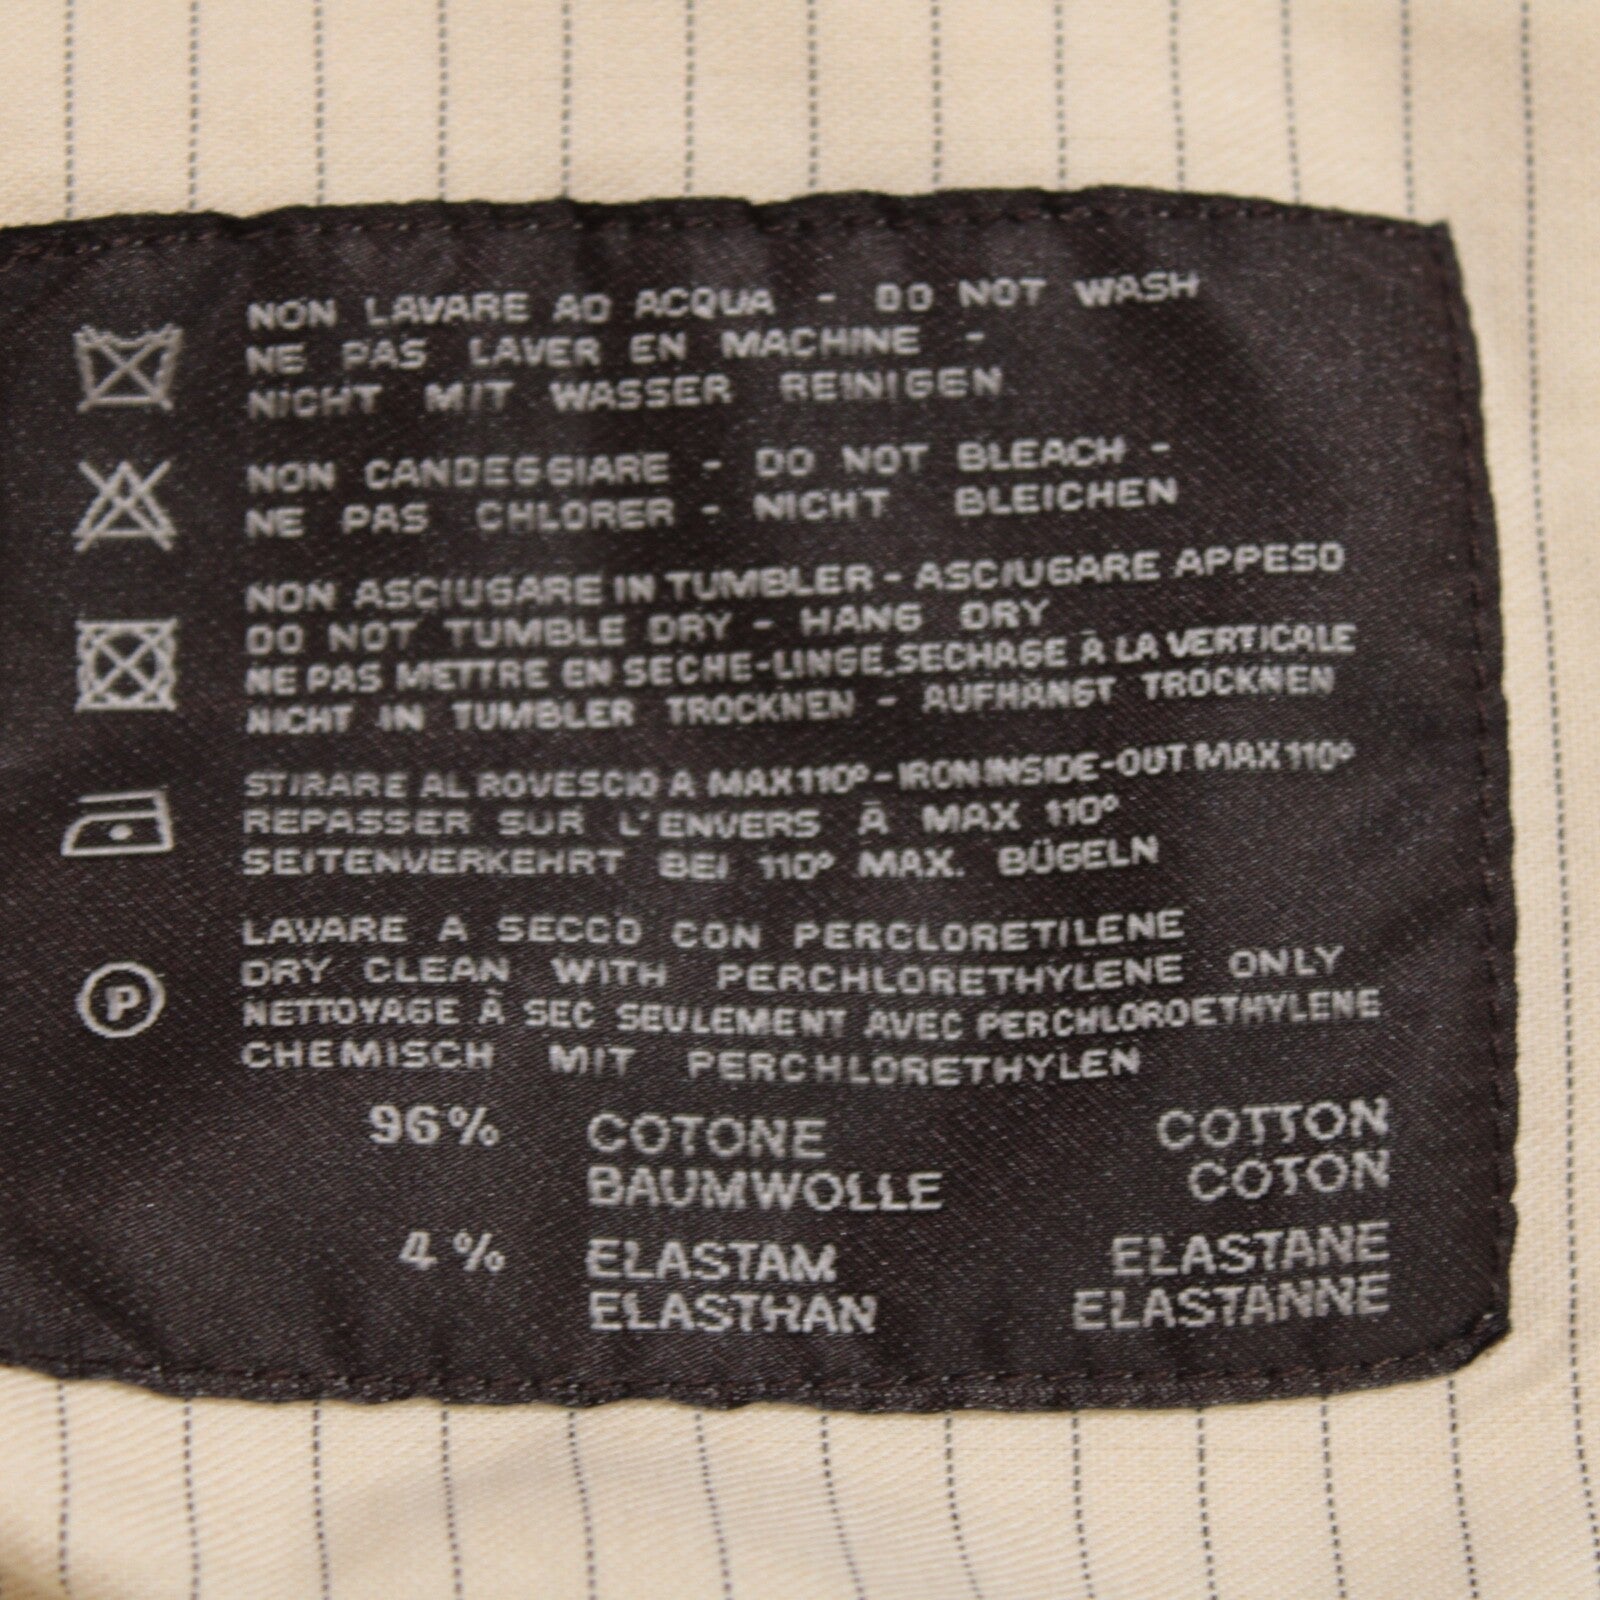 NON LAVARE AD ACQUA - DO NOT WASH
NE PAS LAVER EN MACHINE -
NICHT MIT WASSER REINIGEN
NON CANDEGGIARE - DO NOT BLEACH -
NE PAS CHLORER - NICHT BLEICHEN
NON ASCIUGARE IN TUMBLER - ASCIUGARE APPESO
DO NOT TUMBLE DRY - HANG DRY
NE PAS METTRE EN SECHE-LINGE.SECHAGE À LA VERTICALE
NICHT IN TUMBLER TROCKNEN - AUFHÄNGT TROCKNEN
STIRARE AL ROVESCIO A MAX 110° - IRON INSIDE-OUT MAX 110°
REPASSER SUR L'ENVERS À MAX 110°
SEITENVERKEHRT BEI 110° MAX. BÜGELN
LAVARE A SECCO CON PERCLORETILENE
P
DRY CLEAN WITH PERCHLORETHYLENE ONLY
NETTOYAGE À SEC SEULEMENT AVEC PERCHLOROETHYLENE
CHEMISCH MIT PERCHLORETHYLEN
96% COTONE COTTON
BAUMWOLLE COTON
4% ELASTAM ELASTANE
ELASTHAN ELASTANNE